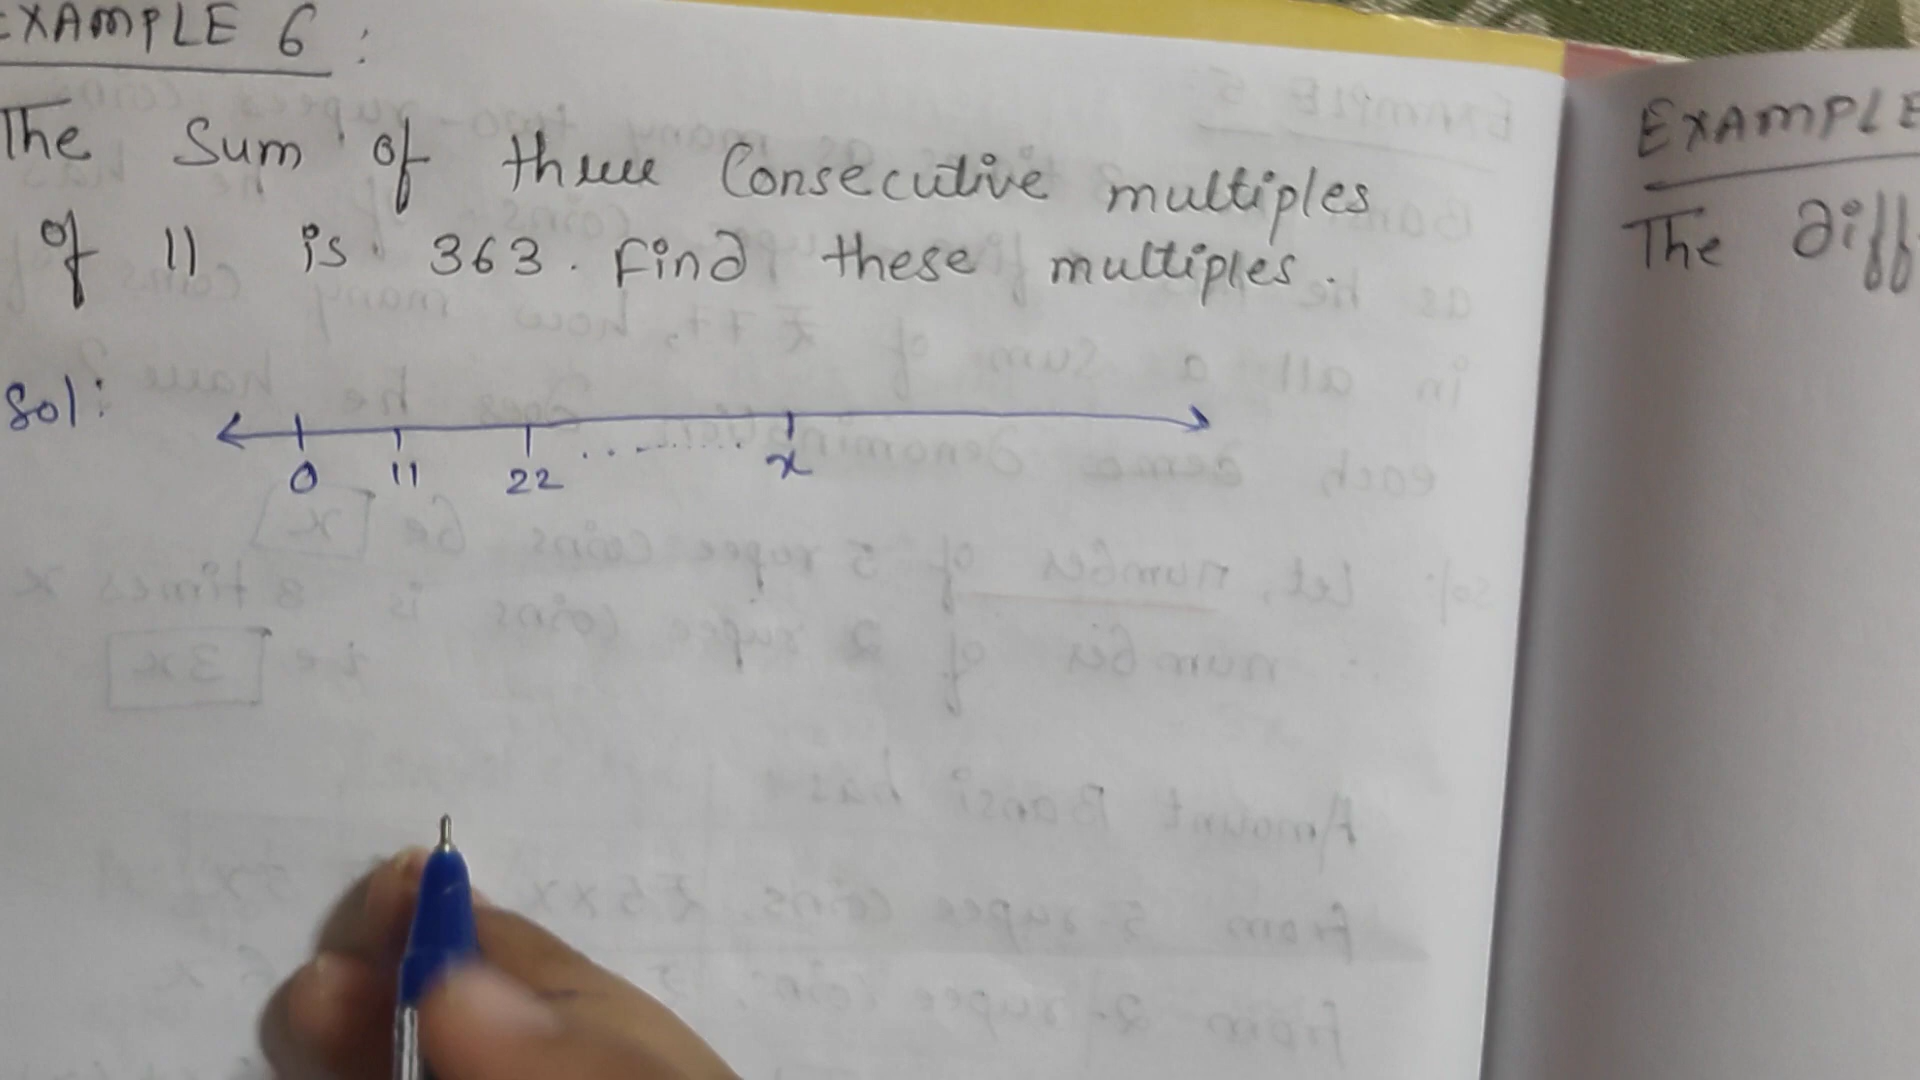 EXAMPLE 6 :
The Sum of three Consecutive multiples
of 11 is 363. Find these multiples.
Sol:
0 11 22 ........ x
EXAMPLE
The diff